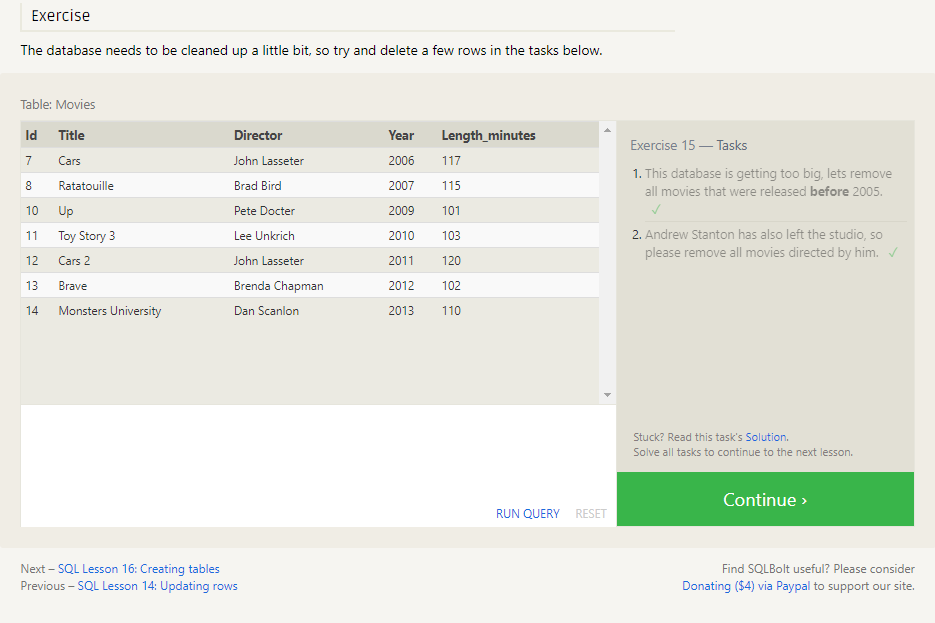 Exercise
The database needs to be cleaned up a little bit, so try and delete a few rows in the tasks below.
Table: Movies
Id Title Director Year Length_minutes
7 Cars John Lasseter 2006 117
8 Ratatouille Brad Bird 2007 115
10 Up Pete Docter 2009 101
11 Toy Story 3 Lee Unkrich 2010 103
12 Cars 2 John Lasseter 2011 120
13 Brave Brenda Chapman 2012 102
14 Monsters University Dan Scanlon 2013 110
RUN QUERY RESET
Exercise 15 — Tasks
1. This database is getting too big, lets remove
all movies that were released before 2005.
✓
2. Andrew Stanton has also left the studio, so
please remove all movies directed by him. ✓
Stuck? Read this task's Solution.
Solve all tasks to continue to the next lesson.
Continue ›
Next – SQL Lesson 16: Creating tables
Previous – SQL Lesson 14: Updating rows
Find SQLBolt useful? Please consider
Donating ($4) via Paypal to support our site.